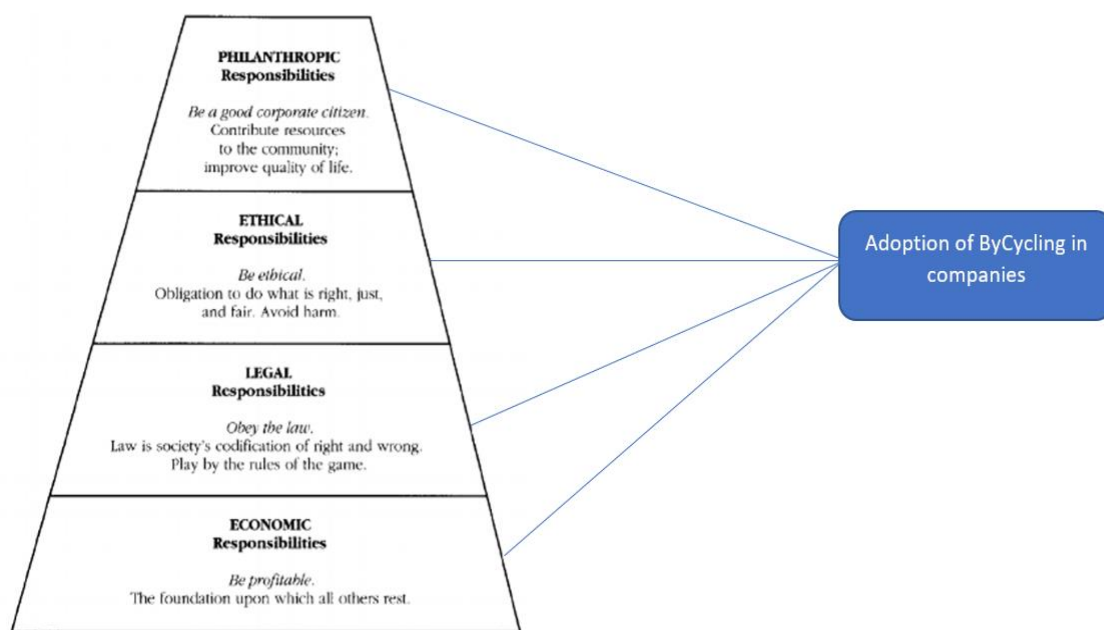 PHILANTHROPIC
Responsibilities
Be a good corporate citizen.
Contribute resources
to the community;
improve quality of life.
ETHICAL
Responsibilities
Be ethical.
Obligation to do what is right, just,
and fair. Avoid harm.
LEGAL
Responsibilities
Obey the law.
Law is society's codification of right and wrong.
Play by the rules of the game.
ECONOMIC
Responsibilities
Be profitable.
The foundation upon which all others rest.
Adoption of ByCycling in
companies